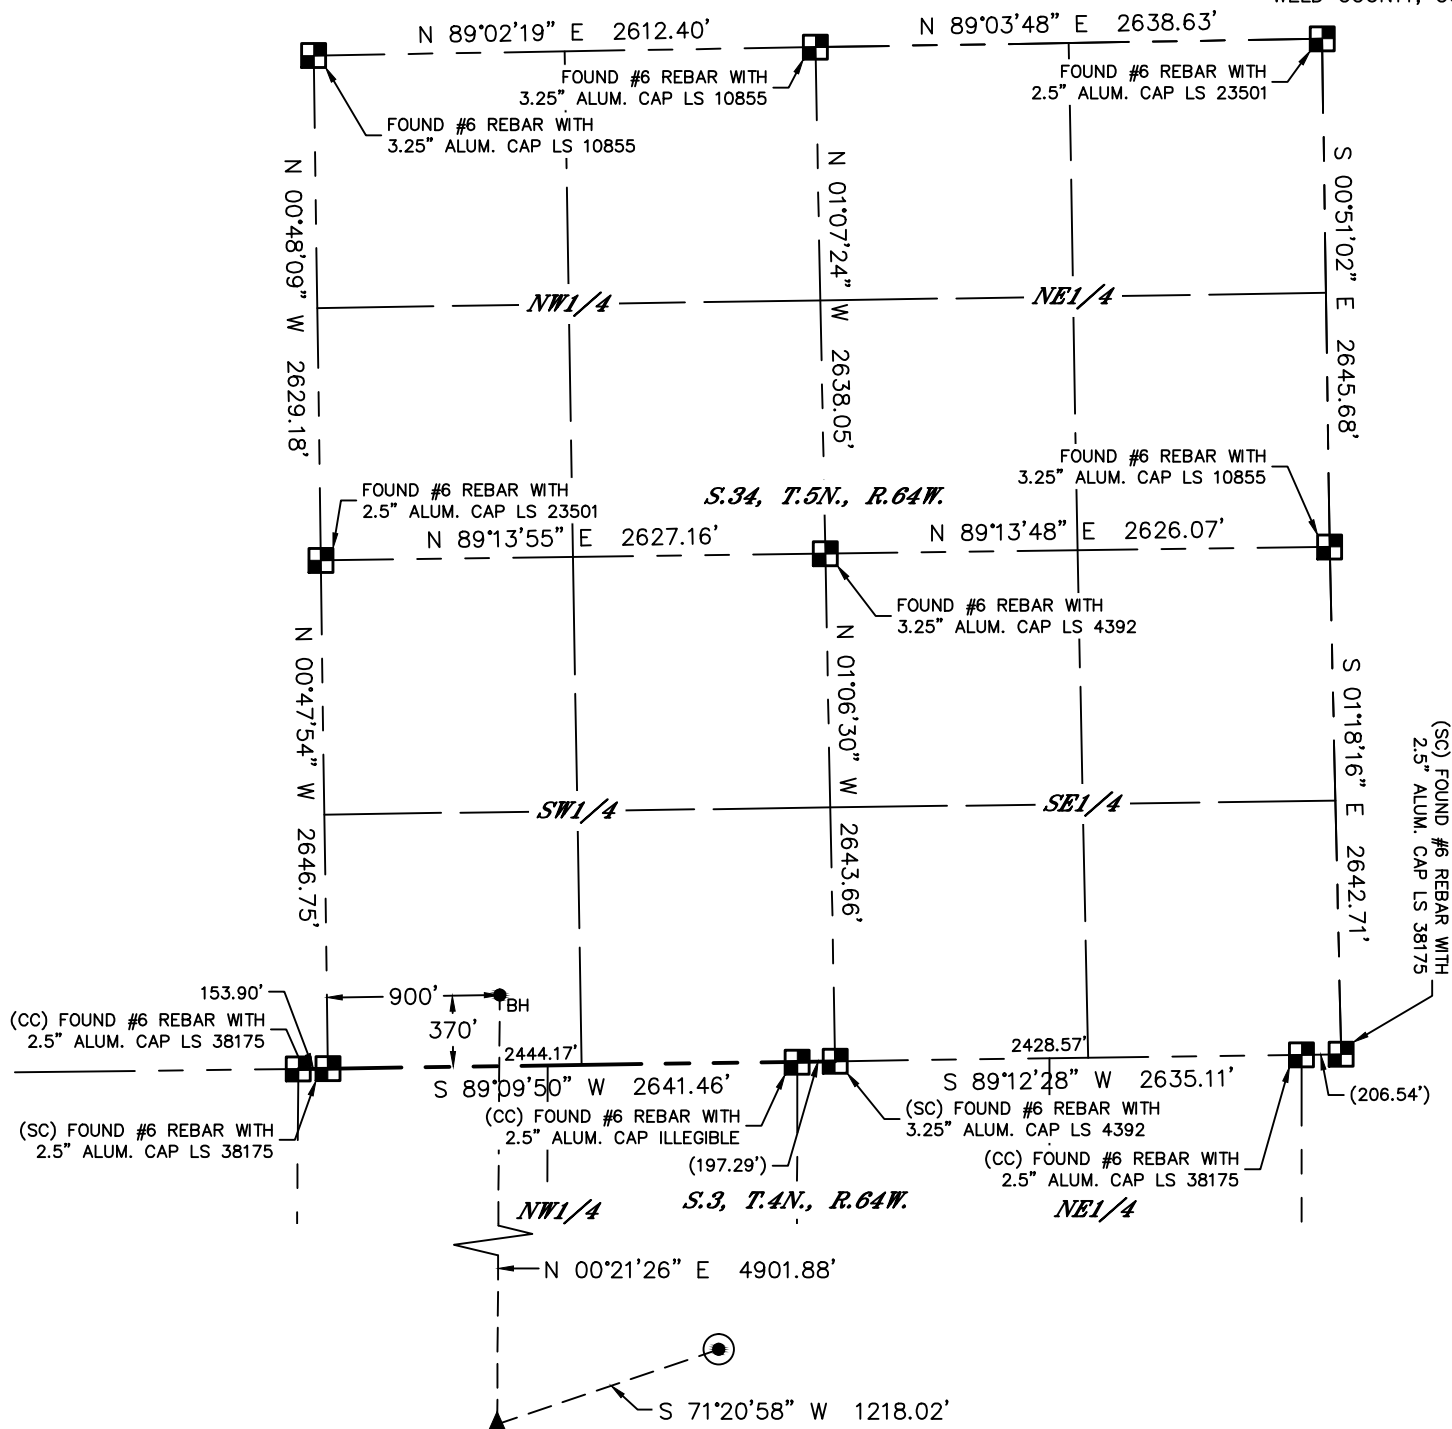 N 89°02'19" E 2612.40'
N 89°03'48" E 2638.63'
FOUND #6 REBAR WITH
3.25" ALUM. CAP LS 10855
FOUND #6 REBAR WITH
3.25" ALUM. CAP LS 10855
FOUND #6 REBAR WITH
2.5" ALUM. CAP LS 23501
N 00°48'09" W 2629.18'
N 01°07'24" W 2638.05'
S 00°51'02" E 2645.68'
NW1/4
NE1/4
FOUND #6 REBAR WITH
3.25" ALUM. CAP LS 10855
FOUND #6 REBAR WITH
2.5" ALUM. CAP LS 23501
S.34, T.5N., R.64W.
N 89°13'55" E 2627.16'
N 89°13'48" E 2626.07'
FOUND #6 REBAR WITH
3.25" ALUM. CAP LS 4392
N 00°47'54" W 2646.75'
N 01°06'30" W 2643.66'
S 01°18'16" E 2642.71'
(SC) FOUND #6 REBAR WITH
2.5" ALUM. CAP LS 38175
SW1/4
SE1/4
153.90'
900'
BH
370'
(CC) FOUND #6 REBAR WITH
2.5" ALUM. CAP LS 38175
2444.17'
2428.57'
S 89°09'50" W 2641.46'
S 89°12'28" W 2635.11'
(206.54')
(SC) FOUND #6 REBAR WITH
2.5" ALUM. CAP LS 38175
(CC) FOUND #6 REBAR WITH
2.5" ALUM. CAP ILLEGIBLE
(SC) FOUND #6 REBAR WITH
3.25" ALUM. CAP LS 4392
(197.29')
(CC) FOUND #6 REBAR WITH
2.5" ALUM. CAP LS 38175
NW1/4
S.3, T.4N., R.64W.
NE1/4
N 00°21'26" E 4901.88'
S 71°20'58" W 1218.02'